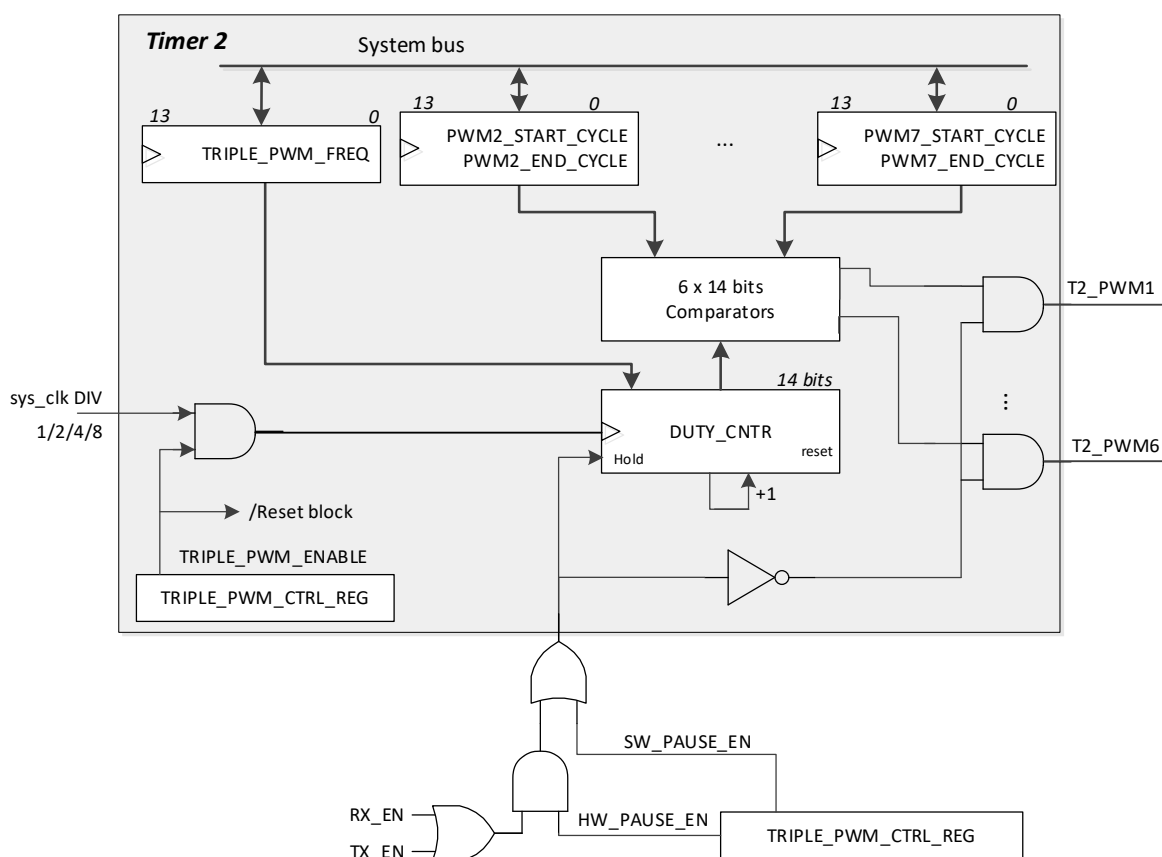 Timer 2
System bus
13 0
TRIPLE_PWM_FREQ
13 0
PWM2_START_CYCLE
PWM2_END_CYCLE
...
13 0
PWM7_START_CYCLE
PWM7_END_CYCLE
6 x 14 bits
Comparators
T2_PWM1
14 bits
DUTY_CNTR
Hold
reset
+1
...
T2_PWM6
sys_clk DIV
1/2/4/8
/Reset block
TRIPLE_PWM_ENABLE
TRIPLE_PWM_CTRL_REG
SW_PAUSE_EN
RX_EN
HW_PAUSE_EN
TX_EN
TRIPLE_PWM_CTRL_REG